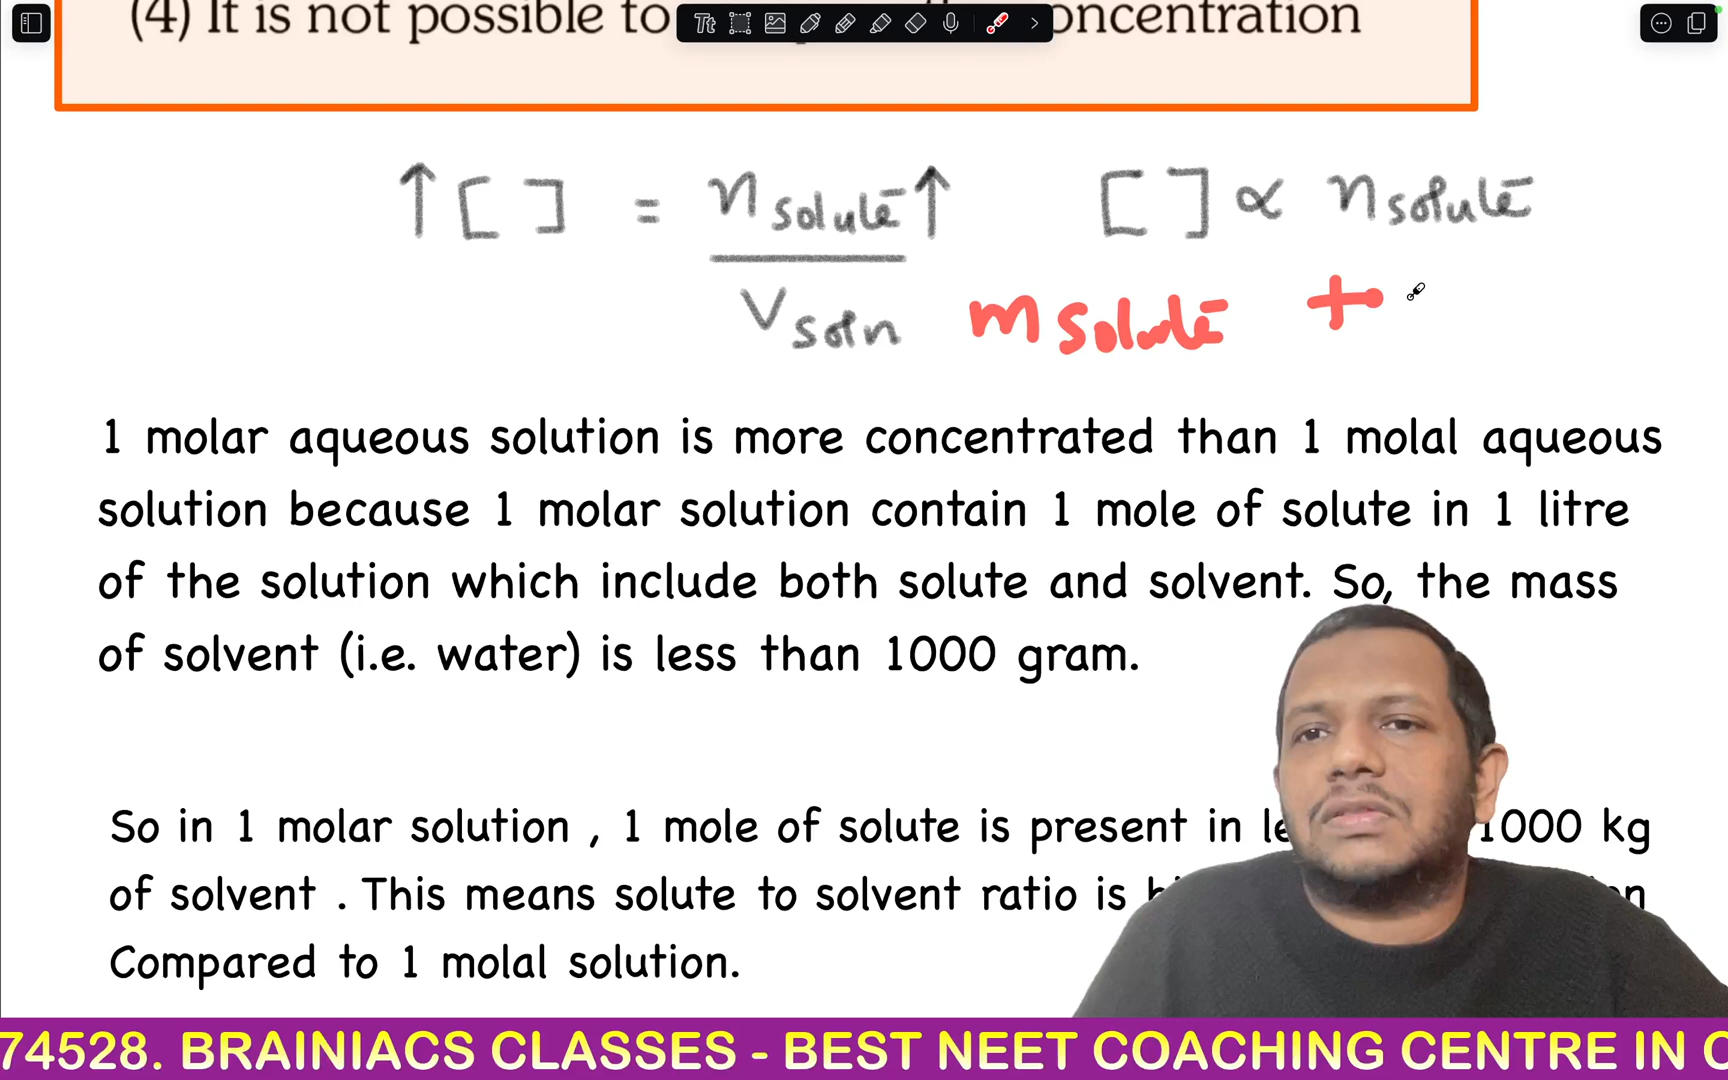 (4) It is not possible to concentration
Tt
↑[ ] = n solute ↑ [ ] ∝ n solute
V soln m solute +
1 molar aqueous solution is more concentrated than 1 molal aqueous
solution because 1 molar solution contain 1 mole of solute in 1 litre
of the solution which include both solute and solvent. So, the mass
of solvent (i.e. water) is less than 1000 gram.
So in 1 molar solution , 1 mole of solute is present in 1000 kg
of solvent . This means solute to solvent ratio is
Compared to 1 molal solution.
74528. BRAINIACS CLASSES - BEST NEET COACHING CENTRE IN